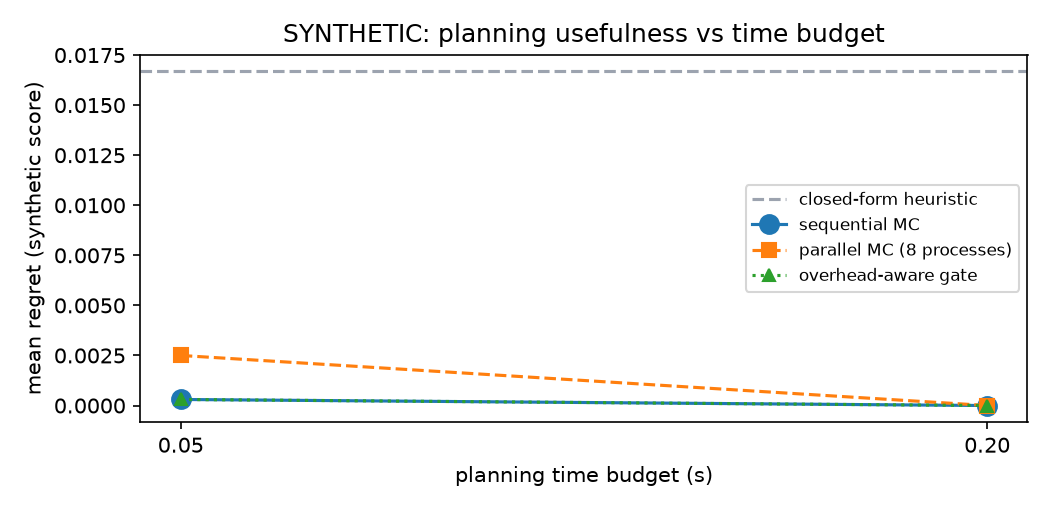 SYNTHETIC: planning usefulness vs time budget
mean regret (synthetic score)
0.0175
0.0150
0.0125
0.0100
0.0075
0.0050
0.0025
0.0000
closed-form heuristic
sequential MC
parallel MC (8 processes)
overhead-aware gate
0.05
0.20
planning time budget (s)